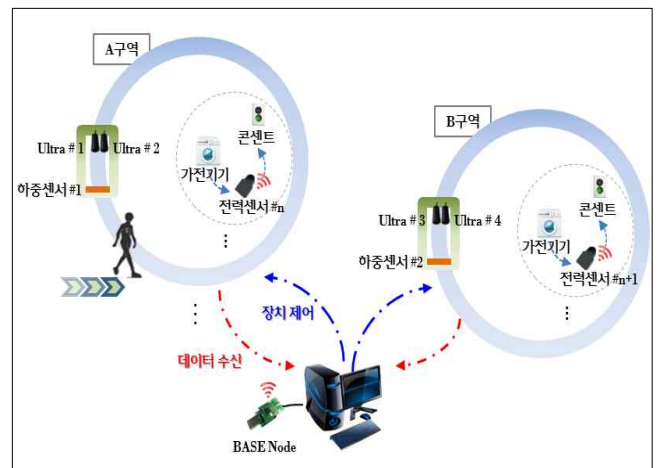 A구역
Ultra # 1
Ultra # 2
하중센서 #1
콘센트
가전기기
전력센서 #n
⋮
B구역
Ultra # 3
Ultra # 4
하중센서 #2
콘센트
가전기기
전력센서 #n+1
⋮
⋮
장치 제어
데이터 수신
BASE Node